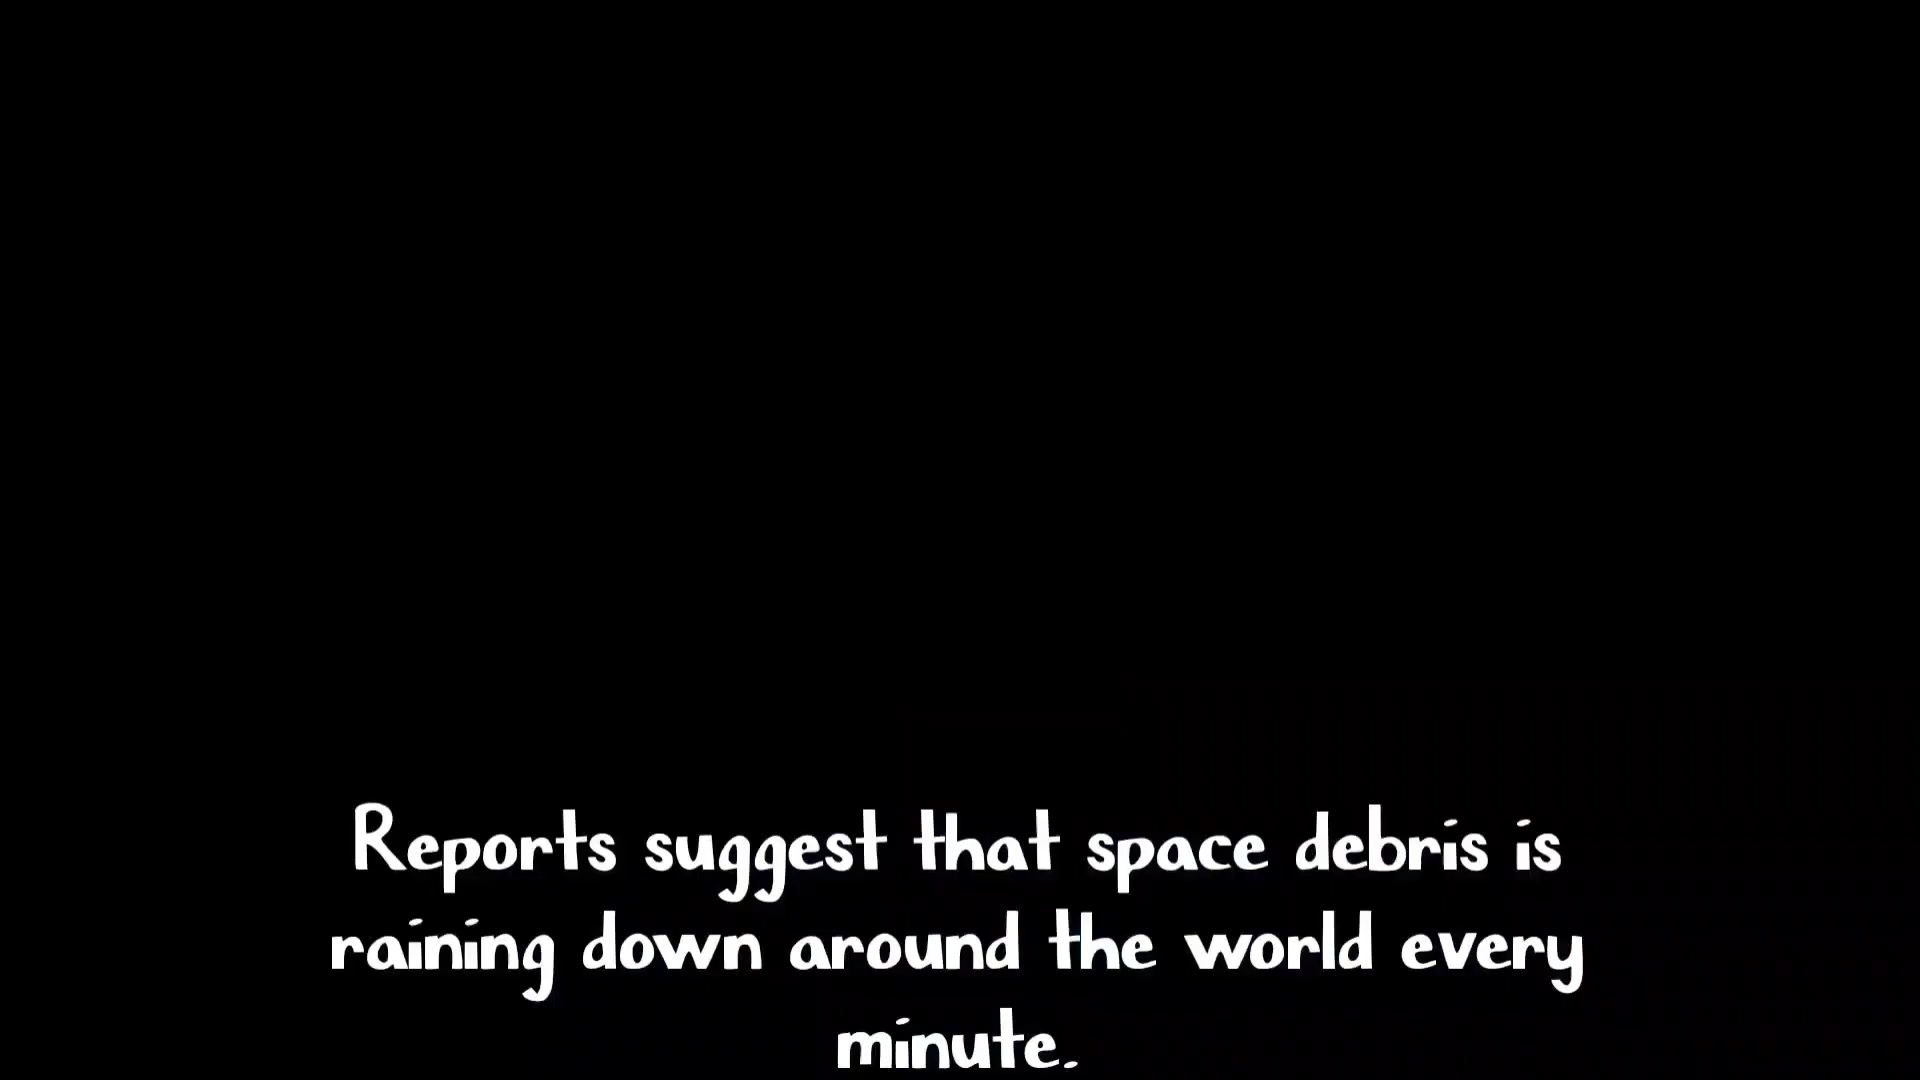 Reports suggest that space debris is
raining down around the world every
minute.